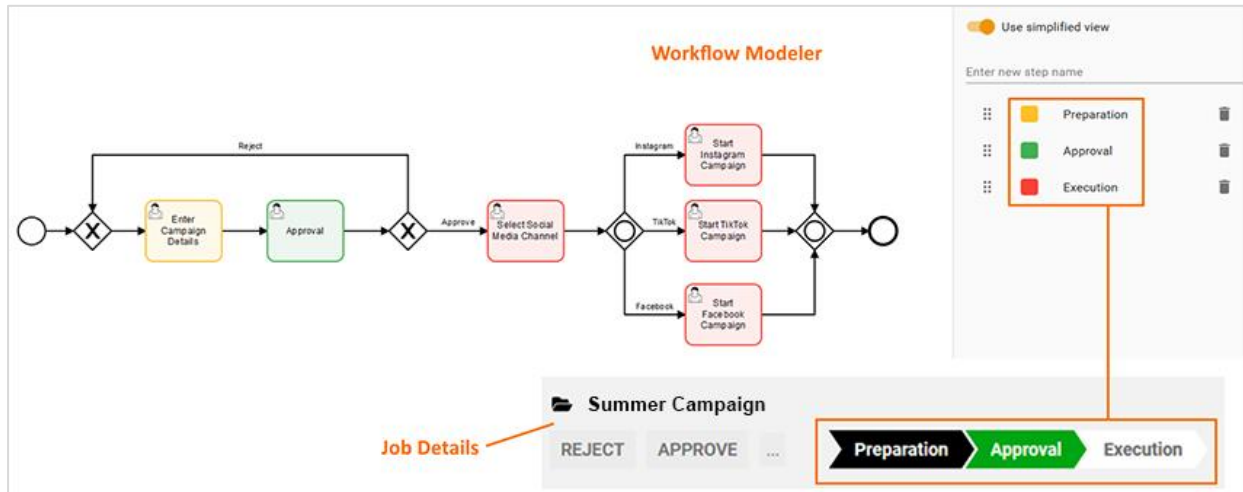 Workflow Modeler
Use simplified view
Enter new step name
Preparation
Approval
Execution
Reject
Enter
Campaign
Details
Approval
Approve
Select Social
Media Channel
Instagram
Start
Instagram
Campaign
TikTok
Start TikTok
Campaign
Facebook
Start
Facebook
Campaign
Summer Campaign
Job Details
REJECT APPROVE ... Preparation Approval Execution